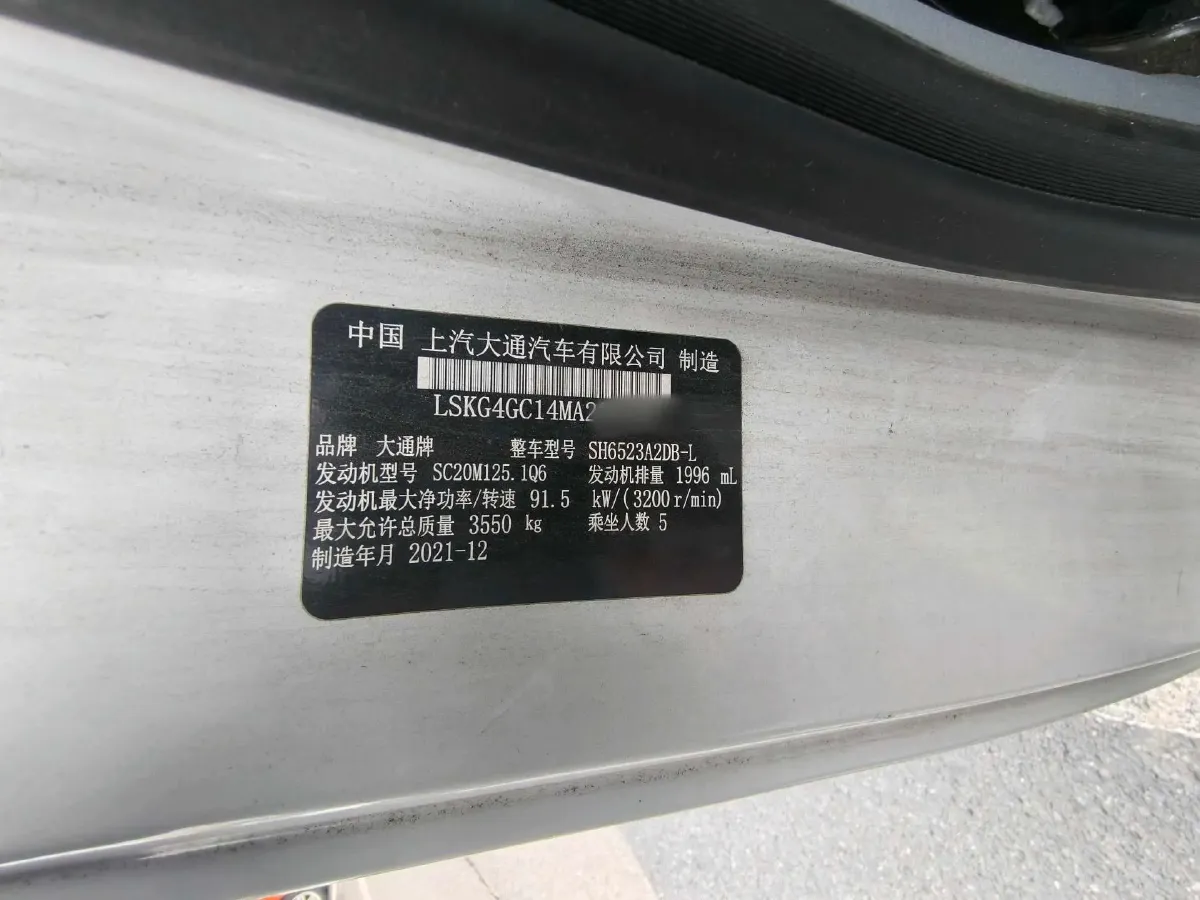 中国 上汽大通汽车有限公司 制造
LSKG4GC14MA2
品牌 大通牌 整车型号 SH6523A2DB-L
发动机型号 SC20M125.1Q6 发动机排量 1996 mL
发动机最大净功率/转速 91.5 kW/(3200r/min)
最大允许总质量 3550 kg 乘坐人数 5
制造年月 2021-12